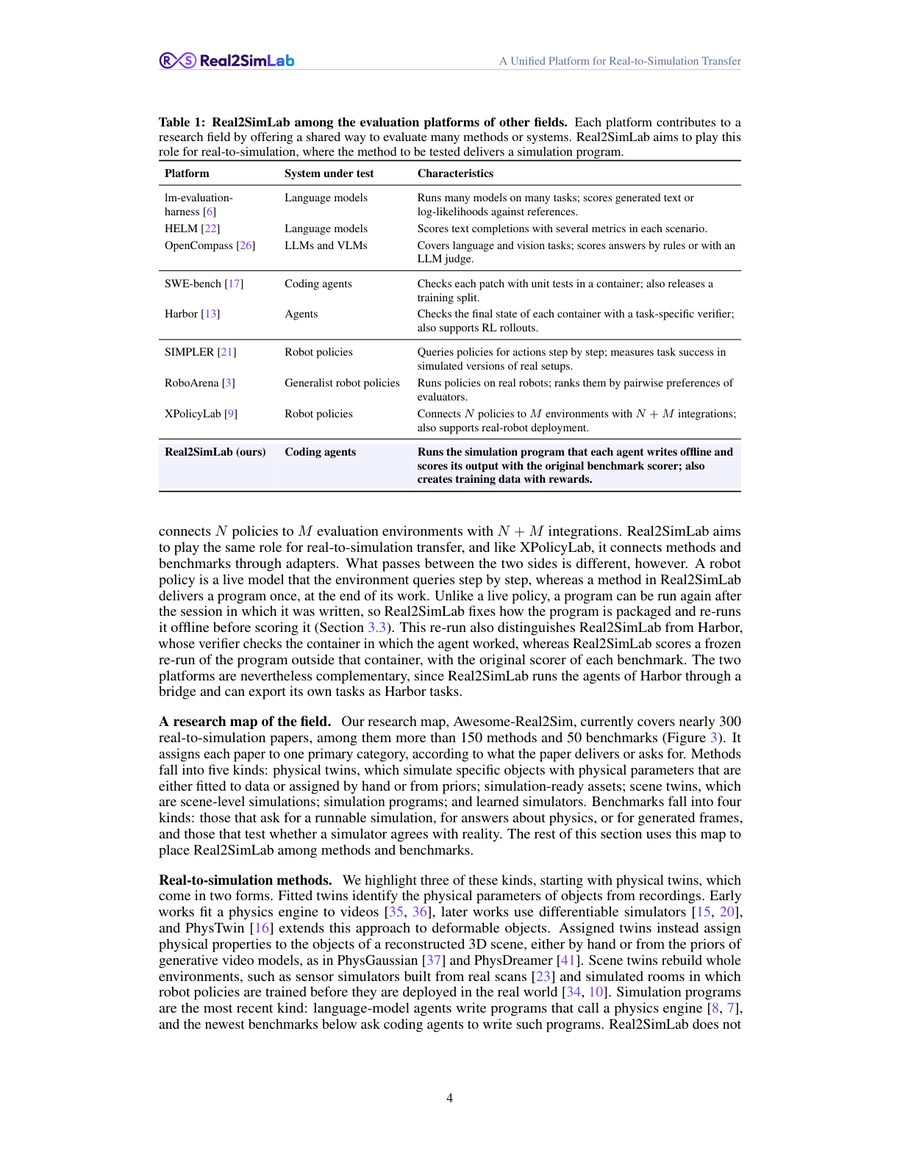 RS Real2SimLab
A Unified Platform for Real-to-Simulation Transfer
Table 1: Real2SimLab among the evaluation platforms of other fields. Each platform contributes to a
research field by offering a shared way to evaluate many methods or systems. Real2SimLab aims to play this
role for real-to-simulation, where the method to be tested delivers a simulation program.
Platform System under test Characteristics
lm-evaluation- Language models Runs many models on many tasks; scores generated text or
harness [6] log-likelihoods against references.
HELM [22] Language models Scores text completions with several metrics in each scenario.
OpenCompass [26] LLMs and VLMs Covers language and vision tasks; scores answers by rules or with an
LLM judge.
SWE-bench [17] Coding agents Checks each patch with unit tests in a container; also releases a
training split.
Harbor [13] Agents Checks the final state of each container with a task-specific verifier;
also supports RL rollouts.
SIMPLER [21] Robot policies Queries policies for actions step by step; measures task success in
simulated versions of real setups.
RoboArena [3] Generalist robot policies Runs policies on real robots; ranks them by pairwise preferences of
evaluators.
XPolicyLab [9] Robot policies Connects N policies to M environments with N + M integrations;
also supports real-robot deployment.
Real2SimLab (ours) Coding agents Runs the simulation program that each agent writes offline and
scores its output with the original benchmark scorer; also
creates training data with rewards.
connects N policies to M evaluation environments with N + M integrations. Real2SimLab aims
to play the same role for real-to-simulation transfer, and like XPolicyLab, it connects methods and
benchmarks through adapters. What passes between the two sides is different, however. A robot
policy is a live model that the environment queries step by step, whereas a method in Real2SimLab
delivers a program once, at the end of its work. Unlike a live policy, a program can be run again after
the session in which it was written, so Real2SimLab fixes how the program is packaged and re-runs
it offline before scoring it (Section 3.3). This re-run also distinguishes Real2SimLab from Harbor,
whose verifier checks the container in which the agent worked, whereas Real2SimLab scores a frozen
re-run of the program outside that container, with the original scorer of each benchmark. The two
platforms are nevertheless complementary, since Real2SimLab runs the agents of Harbor through a
bridge and can export its own tasks as Harbor tasks.
A research map of the field. Our research map, Awesome-Real2Sim, currently covers nearly 300
real-to-simulation papers, among them more than 150 methods and 50 benchmarks (Figure 3). It
assigns each paper to one primary category, according to what the paper delivers or asks for. Methods
fall into five kinds: physical twins, which simulate specific objects with physical parameters that are
either fitted to data or assigned by hand or from priors; simulation-ready assets; scene twins, which
are scene-level simulations; simulation programs; and learned simulators. Benchmarks fall into four
kinds: those that ask for a runnable simulation, for answers about physics, or for generated frames,
and those that test whether a simulator agrees with reality. The rest of this section uses this map to
place Real2SimLab among methods and benchmarks.
Real-to-simulation methods. We highlight three of these kinds, starting with physical twins, which
come in two forms. Fitted twins identify the physical parameters of objects from recordings. Early
works fit a physics engine to videos [35, 36], later works use differentiable simulators [15, 20],
and PhysTwin [16] extends this approach to deformable objects. Assigned twins instead assign
physical properties to the objects of a reconstructed 3D scene, either by hand or from the priors of
generative video models, as in PhysGaussian [37] and PhysDreamer [41]. Scene twins rebuild whole
environments, such as sensor simulators built from real scans [23] and simulated rooms in which
robot policies are trained before they are deployed in the real world [34, 10]. Simulation programs
are the most recent kind: language-model agents write programs that call a physics engine [8, 7],
and the newest benchmarks below ask coding agents to write such programs. Real2SimLab does not
4